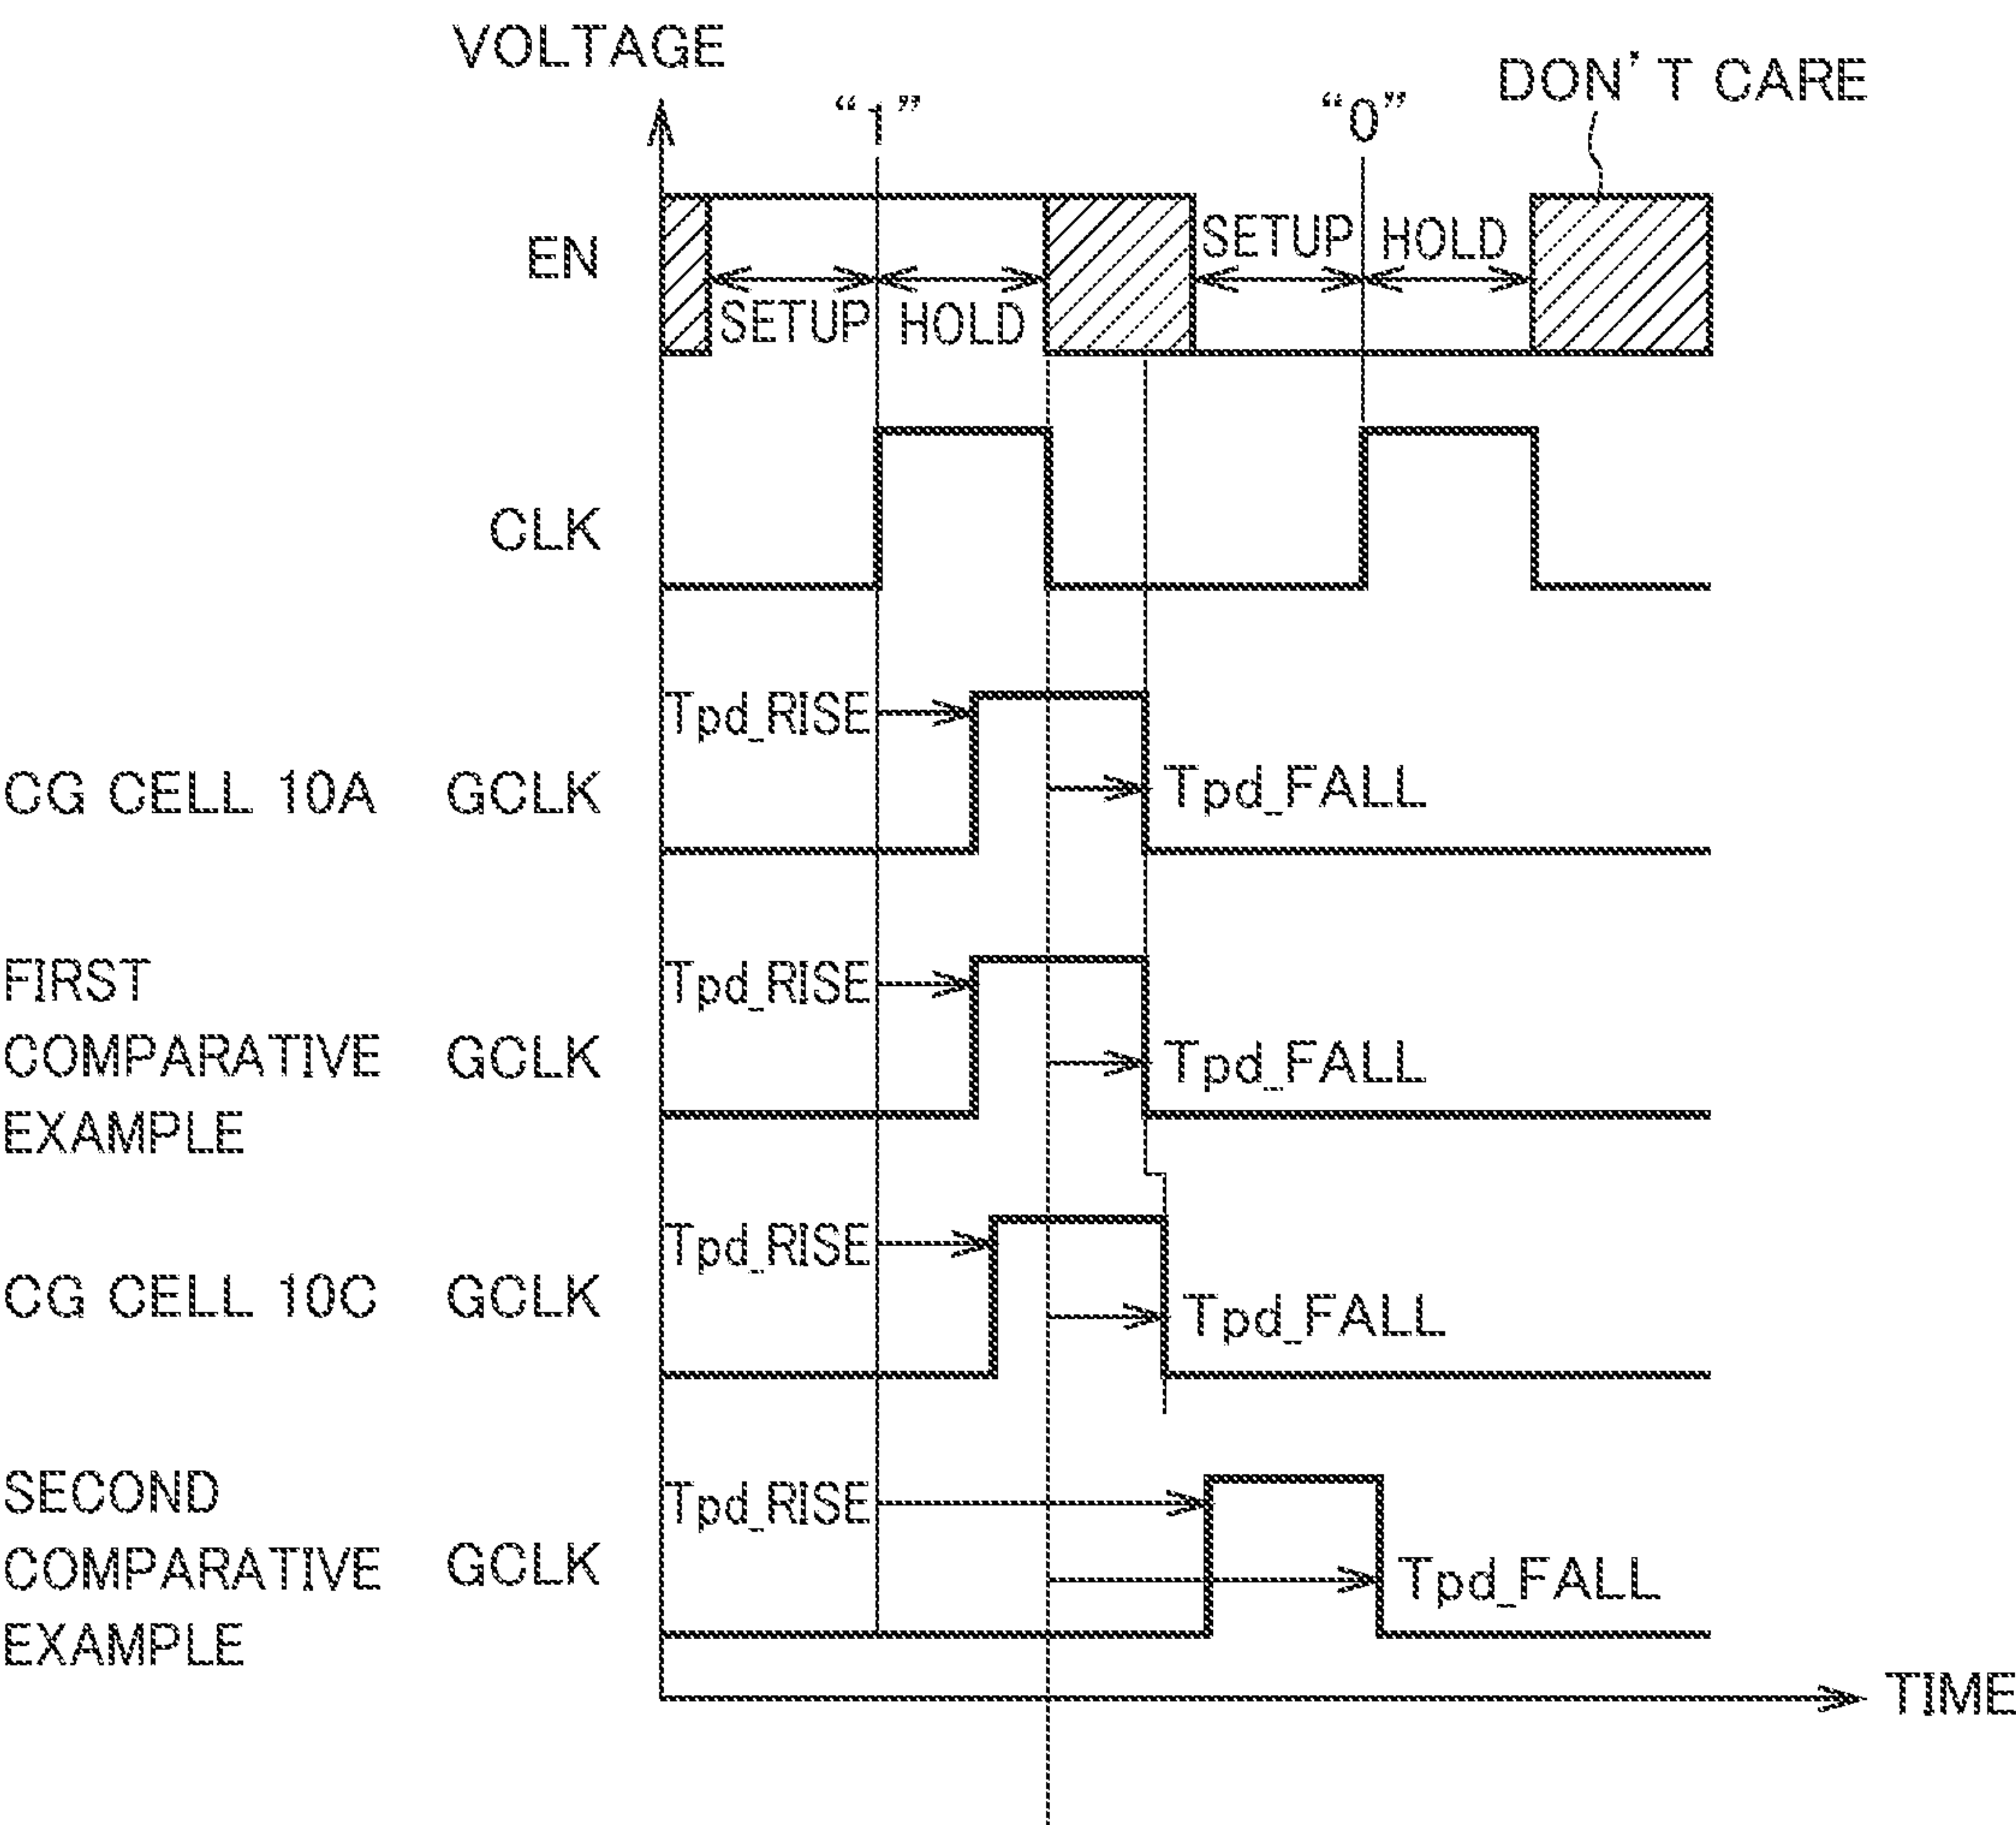 VOLTAGE
“1”
“0”
DON'T CARE
EN
SETUP
HOLD
SETUP
HOLD
CLK
Tpd_RISE
CG CELL 10A GCLK
Tpd_FALL
FIRST
COMPARATIVE
EXAMPLE
GCLK
Tpd_RISE
Tpd_FALL
Tpd_RISE
CG CELL 10C GCLK
Tpd_FALL
SECOND
COMPARATIVE
EXAMPLE
GCLK
Tpd_RISE
Tpd_FALL
TIME